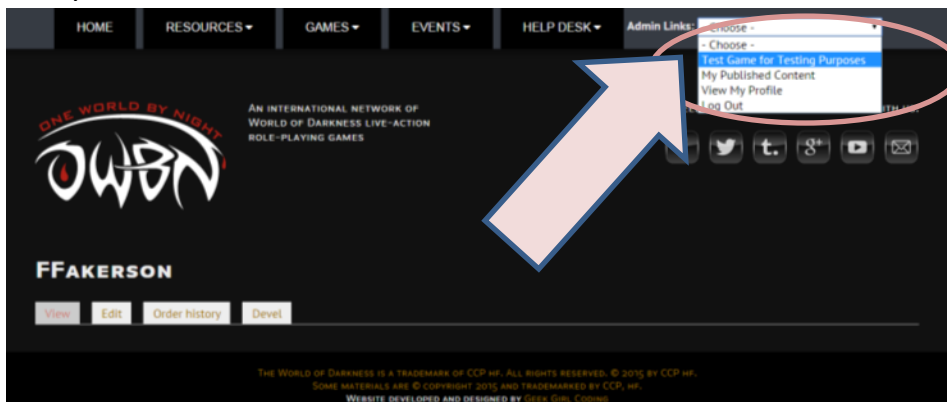 HOME RESOURCES GAMES EVENTS HELP DESK Admin Links: - Choose -
- Choose -
Test Game for Testing Purposes
My Published Content
View My Profile
Log Out
ONE WORLD BY NIGHT
OWBN
AN INTERNATIONAL NETWORK OF
WORLD OF DARKNESS LIVE-ACTION
ROLE-PLAYING GAMES
t. 8+
FFAKERSON
View Edit Order history Devel
THE WORLD OF DARKNESS IS A TRADEMARK OF CCP HF. ALL RIGHTS RESERVED. © 2015 BY CCP HF.
SOME MATERIALS ARE © COPYRIGHT 2015 AND TRADEMARKED BY CCP, HF.
WEBSITE DEVELOPED AND DESIGNED BY GEEK GIRL CODING